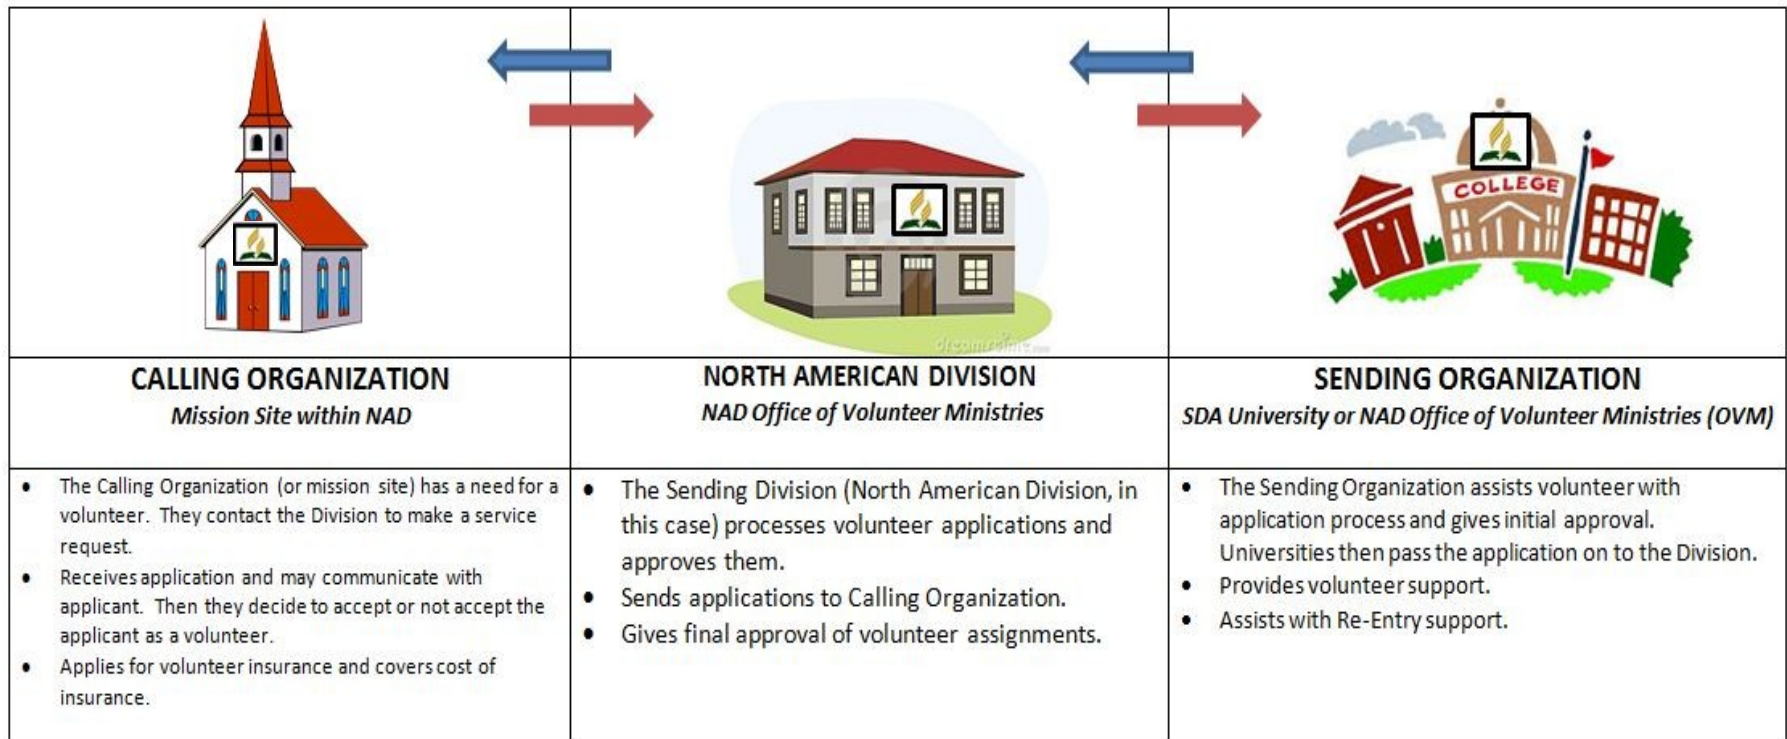 COLLEGE
dreamstime.com
CALLING ORGANIZATION
Mission Site within NAD
NORTH AMERICAN DIVISION
NAD Office of Volunteer Ministries
SENDING ORGANIZATION
SDA University or NAD Office of Volunteer Ministries (OVM)
• The Calling Organization (or mission site) has a need for a
volunteer. They contact the Division to make a service
request.
• Receives application and may communicate with
applicant. Then they decide to accept or not accept the
applicant as a volunteer.
• Applies for volunteer insurance and covers cost of
insurance.
• The Sending Division (North American Division, in
this case) processes volunteer applications and
approves them.
• Sends applications to Calling Organization.
• Gives final approval of volunteer assignments.
• The Sending Organization assists volunteer with
application process and gives initial approval.
Universities then pass the application on to the Division.
• Provides volunteer support.
• Assists with Re-Entry support.